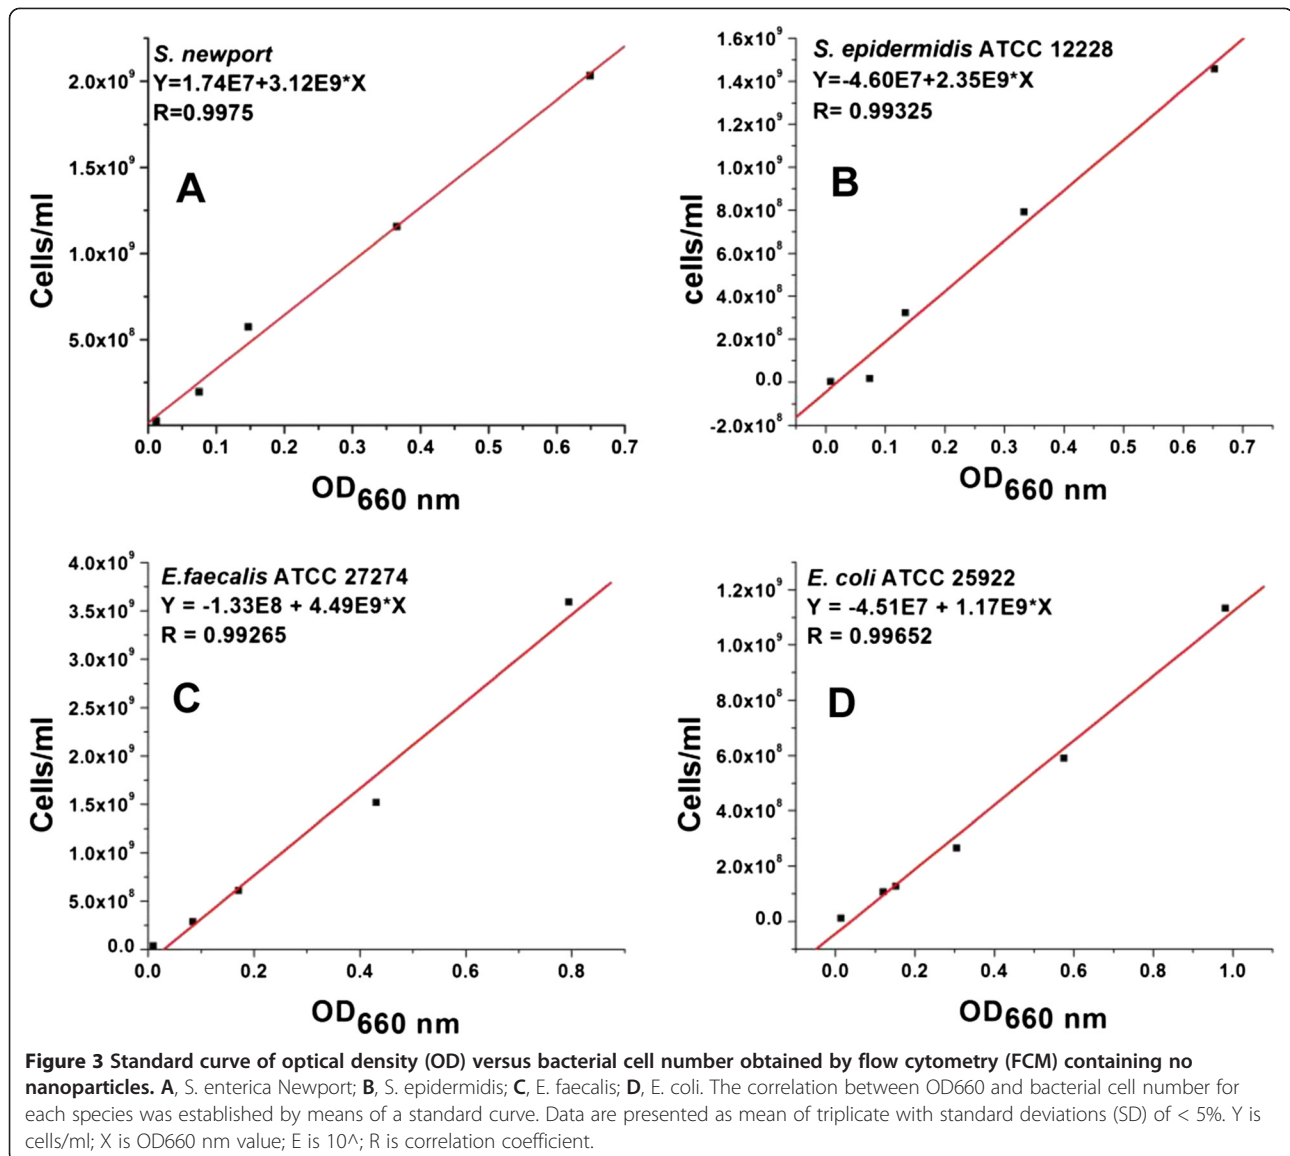 S. newport
Y=1.74E7+3.12E9*X
R=0.9975
A
Cells/ml
2.0x10⁹
1.5x10⁹
1.0x10⁹
5.0x10⁸
0.0 0.1 0.2 0.3 0.4 0.5 0.6 0.7
OD660 nm
S. epidermidis ATCC 12228
Y=-4.60E7+2.35E9*X
R= 0.99325
B
cells/ml
1.6x10⁹
1.4x10⁹
1.2x10⁹
1.0x10⁹
8.0x10⁸
6.0x10⁸
4.0x10⁸
2.0x10⁸
0.0
-2.0x10⁸
0.0 0.1 0.2 0.3 0.4 0.5 0.6 0.7
OD660 nm
E.faecalis ATCC 27274
Y = -1.33E8 + 4.49E9*X
R = 0.99265
C
Cells/ml
4.0x10⁹
3.5x10⁹
3.0x10⁹
2.5x10⁹
2.0x10⁹
1.5x10⁹
1.0x10⁹
5.0x10⁸
0.0
0.0 0.2 0.4 0.6 0.8
OD660 nm
E. coli ATCC 25922
Y = -4.51E7 + 1.17E9*X
R = 0.99652
D
Cells/ml
1.2x10⁹
1.0x10⁹
8.0x10⁸
6.0x10⁸
4.0x10⁸
2.0x10⁸
0.0
0.0 0.2 0.4 0.6 0.8 1.0
OD660 nm
Figure 3 Standard curve of optical density (OD) versus bacterial cell number obtained by flow cytometry (FCM) containing no
nanoparticles. A, S. enterica Newport; B, S. epidermidis; C, E. faecalis; D, E. coli. The correlation between OD660 and bacterial cell number for
each species was established by means of a standard curve. Data are presented as mean of triplicate with standard deviations (SD) of < 5%. Y is
cells/ml; X is OD660 nm value; E is 10^; R is correlation coefficient.